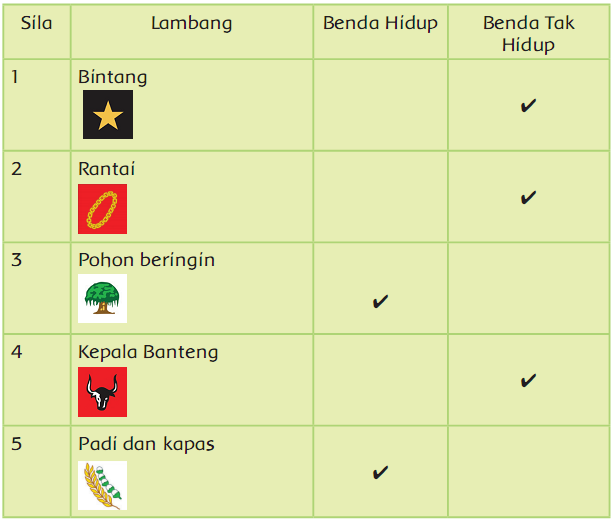 Sila Lambang Benda Hidup Benda Tak
Hidup
1 Bintang
✔
2 Rantai
✔
3 Pohon beringin
✔
4 Kepala Banteng
✔
5 Padi dan kapas
✔